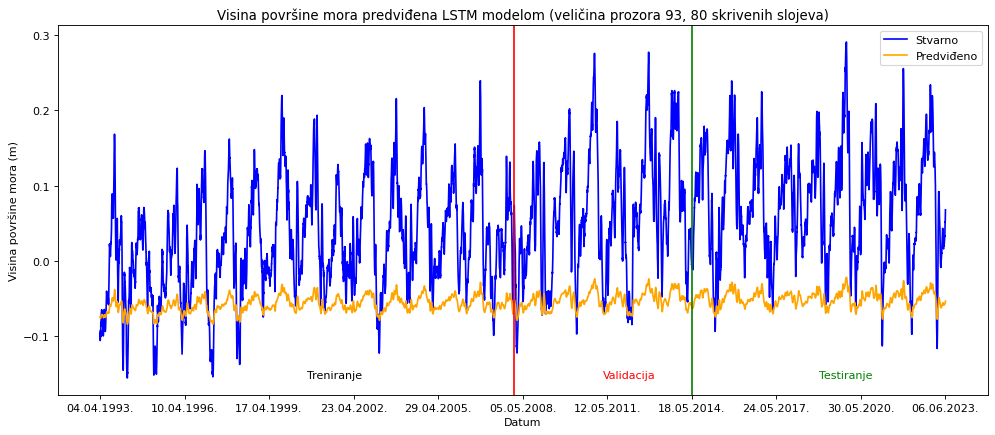 Visina površine mora predviđena LSTM modelom (veličina prozora 93, 80 skrivenih slojeva)
Stvarno
Predviđeno
Visina površine mora (m)
0.3
0.2
0.1
0.0
−0.1
Treniranje
Validacija
Testiranje
04.04.1993.
10.04.1996.
17.04.1999.
23.04.2002.
29.04.2005.
05.05.2008.
12.05.2011.
18.05.2014.
24.05.2017.
30.05.2020.
06.06.2023.
Datum